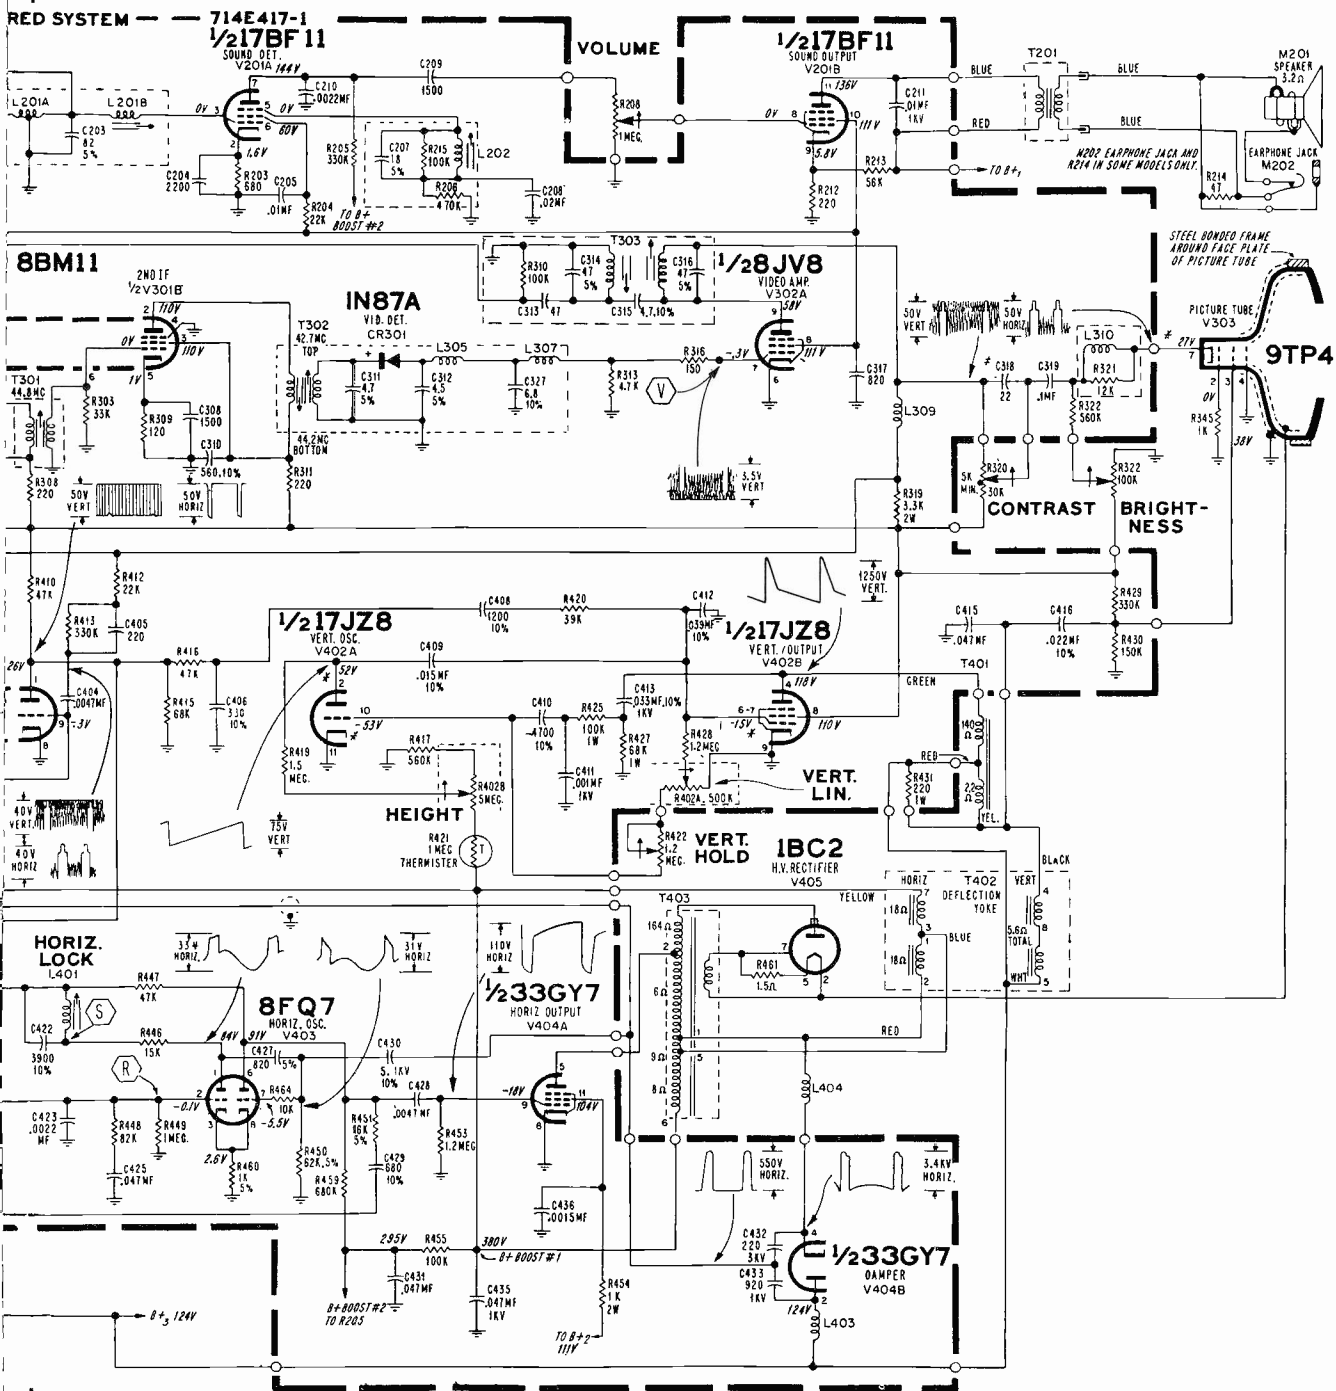 RED SYSTEM
714E417-1
½17BF11
SOUND DET.
V201A
144V
VOLUME
½17BF11
SOUND OUTPUT
V201B
136V
T201
M201
SPEAKER
3.2Ω
L201A
L201B
C203
82
5%
0V
0V
60V
1.6V
C204
2200
R203
680
C205
.01MF
R204
22K
C210
.0022MF
R205
330K
TO B+
BOOST #2
C209
1500
C207
18
5%
R215
100K
L202
R206
470K
C208
.02MF
R208
1 MEG.
0V
111V
5.8V
R212
220
R213
56K
C211
.01MF
1KV
TO B+1
BLUE
RED
BLUE
BLUE
M202 EARPHONE JACK AND
R214 IN SOME MODELS ONLY.
R214
47
EARPHONE JACK
M202
8BM11
2ND IF
½V301B
110V
0V
110V
1V
T301
44.8MC
R303
33K
R309
120
C308
1500
C310
560,10%
R308
220
R311
220
50V
VERT
50V
HORIZ
1N87A
VID. DET.
CR301
T302
42.7MC
TOP
44.2MC
BOTTOM
C311
4.7
5%
C312
4.5
5%
L305
L307
C327
6.8
10%
R310
100K
C313
47
C314
47
5%
T303
C315
4.7,10%
C316
47
5%
½8JV8
VIDEO AMP.
V302A
58V
R313
4.7K
R316
150
V
-.3V
111V
C317
820
3.5V
VERT
L309
R319
3.3K
2W
50V
VERT
50V
HORIZ
C318
22
C319
.1MF
L310
R321
12K
R322
560K
27V
PICTURE TUBE
V303
9TP4
STEEL BONDED FRAME
AROUND FACE PLATE
OF PICTURE TUBE
0V
R345
1K
38V
R320
5K
MIN.
30K
CONTRAST
R322
100K
BRIGHT-
NESS
R410
47K
R412
22K
R413
330K
C405
220
R416
47K
26V
C404
.0047MF
-3V
R415
68K
C406
330
10%
½17JZ8
VERT. OSC.
V402A
52V
-53V
C408
1200
10%
R420
39K
C409
.015MF
10%
C412
.039MF
10%
½17JZ8
VERT. OUTPUT
V402B
118V
-15V
110V
1250V
VERT.
C413
.033MF,10%
1KV
C410
4700
10%
R425
100K
1W
R427
68K
1W
R428
1.2MEG
C411
.001MF
1KV
R419
1.5
MEG.
R417
560K
R402B
5MEG.
HEIGHT
R421
1 MEG
THERMISTER
T
R402A, 500K
VERT.
LIN.
R422
1.2
MEG.
VERT.
HOLD
C415
.047MF
C416
.022MF
10%
R429
330K
R430
150K
GREEN
T401
140Ω
RED
R431
220
1W
2.2Ω
YEL.
BLACK
40V
VERT.
40V
HORIZ
75V
VERT
HORIZ.
LOCK
L401
S
R
C422
3900
10%
R447
47K
R446
15K
HORIZ.
31V
HORIZ
110V
HORIZ
8FQ7
HORIZ. OSC.
V403
84V
91V
C427
820
5%
-0.1V
-5.5V
2.6V
R464
10K
C423
.0022
MF
R448
82K
R449
1 MEG.
C425
.047MF
R460
1K
5%
R450
62K,5%
R459
680K
C430
10%
C428
.0047MF
R451
5%
C429
680
10%
R453
1.2MEG
½33GY7
HORIZ OUTPUT
V404A
-18V
104V
C436
.0015MF
1BC2
H.V. RECTIFIER
V405
YELLOW
T403
164Ω
6Ω
9Ω
8Ω
R461
1.5Ω
HORIZ
T402
DEFLECTION
YOKE
VERT
18Ω
18Ω
5.6Ω
TOTAL
WHT
BLUE
RED
L404
550V
HORIZ.
3.4KV
HORIZ.
C432
220
3KV
C433
920
1KV
½33GY7
DAMPER
V404B
124V
L403
295V
R455
100K
380V
B+ BOOST #1
C431
.047MF
C435
.047MF
1KV
B+ BOOST #2
TO R205
R454
1K
2W
TO B+2
111V
B+3 124V